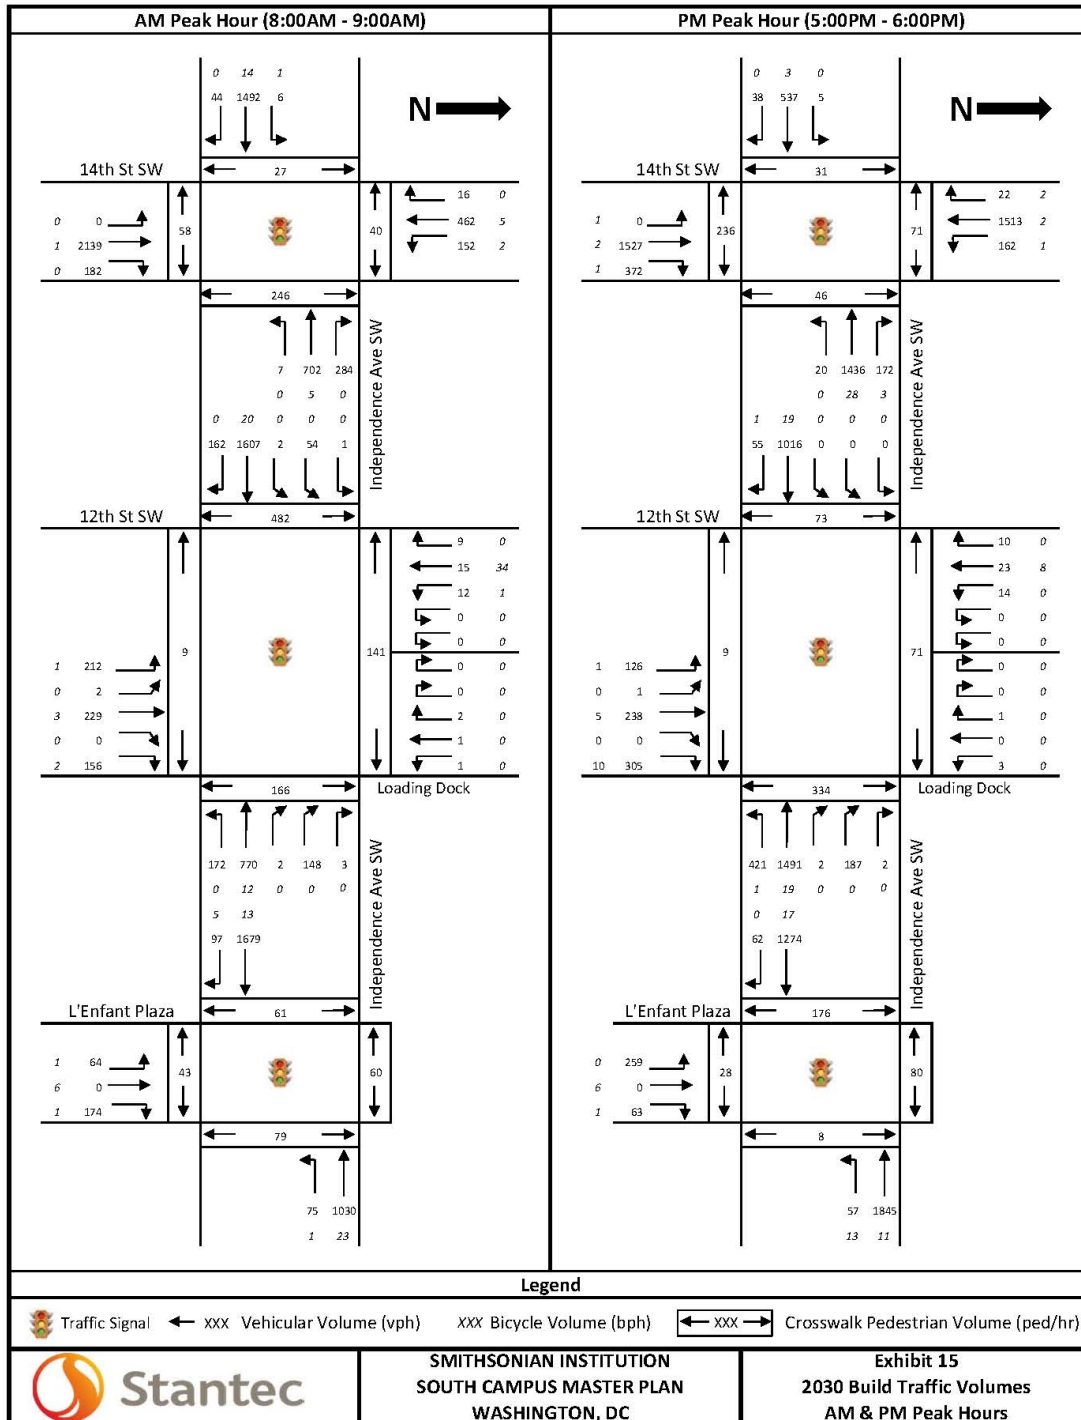 AM Peak Hour (8:00AM - 9:00AM)
0 14 1
44 1492 6
N
14th St SW
27
0 0
1 2139
0 182
58
40
16 0
462 5
152 2
246
7 702 284
0 5 0
Independence Ave SW
0 20 0 0 0
162 1607 2 54 1
12th St SW
482
9 0
15 34
12 1
0 0
0 0
9
141
1 212
0 2
3 229
0 0
2 156
0 0
0 0
2 0
1 0
1 0
166
Loading Dock
172 770 2 148 3
0 12 0 0 0
Independence Ave SW
5 13
97 1679
L'Enfant Plaza
61
1 64
6 0
1 174
43
60
79
75 1030
1 23
PM Peak Hour (5:00PM - 6:00PM)
0 3 0
38 537 5
N
14th St SW
31
1 0
2 1527
1 372
236
71
22 2
1513 2
162 1
46
20 1436 172
0 28 3
Independence Ave SW
1 19 0 0 0
55 1016 0 0 0
12th St SW
73
10 0
23 8
14 0
0 0
0 0
9
71
1 126
0 1
5 238
0 0
10 305
0 0
0 0
1 0
0 0
3 0
334
Loading Dock
421 1491 2 187 2
1 19 0 0 0
Independence Ave SW
0 17
62 1274
L'Enfant Plaza
176
0 259
6 0
1 63
28
80
8
57 1845
13 11
Legend
Traffic Signal
XXX Vehicular Volume (vph)
XXX Bicycle Volume (bph)
XXX Crosswalk Pedestrian Volume (ped/hr)
Stantec
SMITHSONIAN INSTITUTION
SOUTH CAMPUS MASTER PLAN
WASHINGTON, DC
Exhibit 15
2030 Build Traffic Volumes
AM & PM Peak Hours